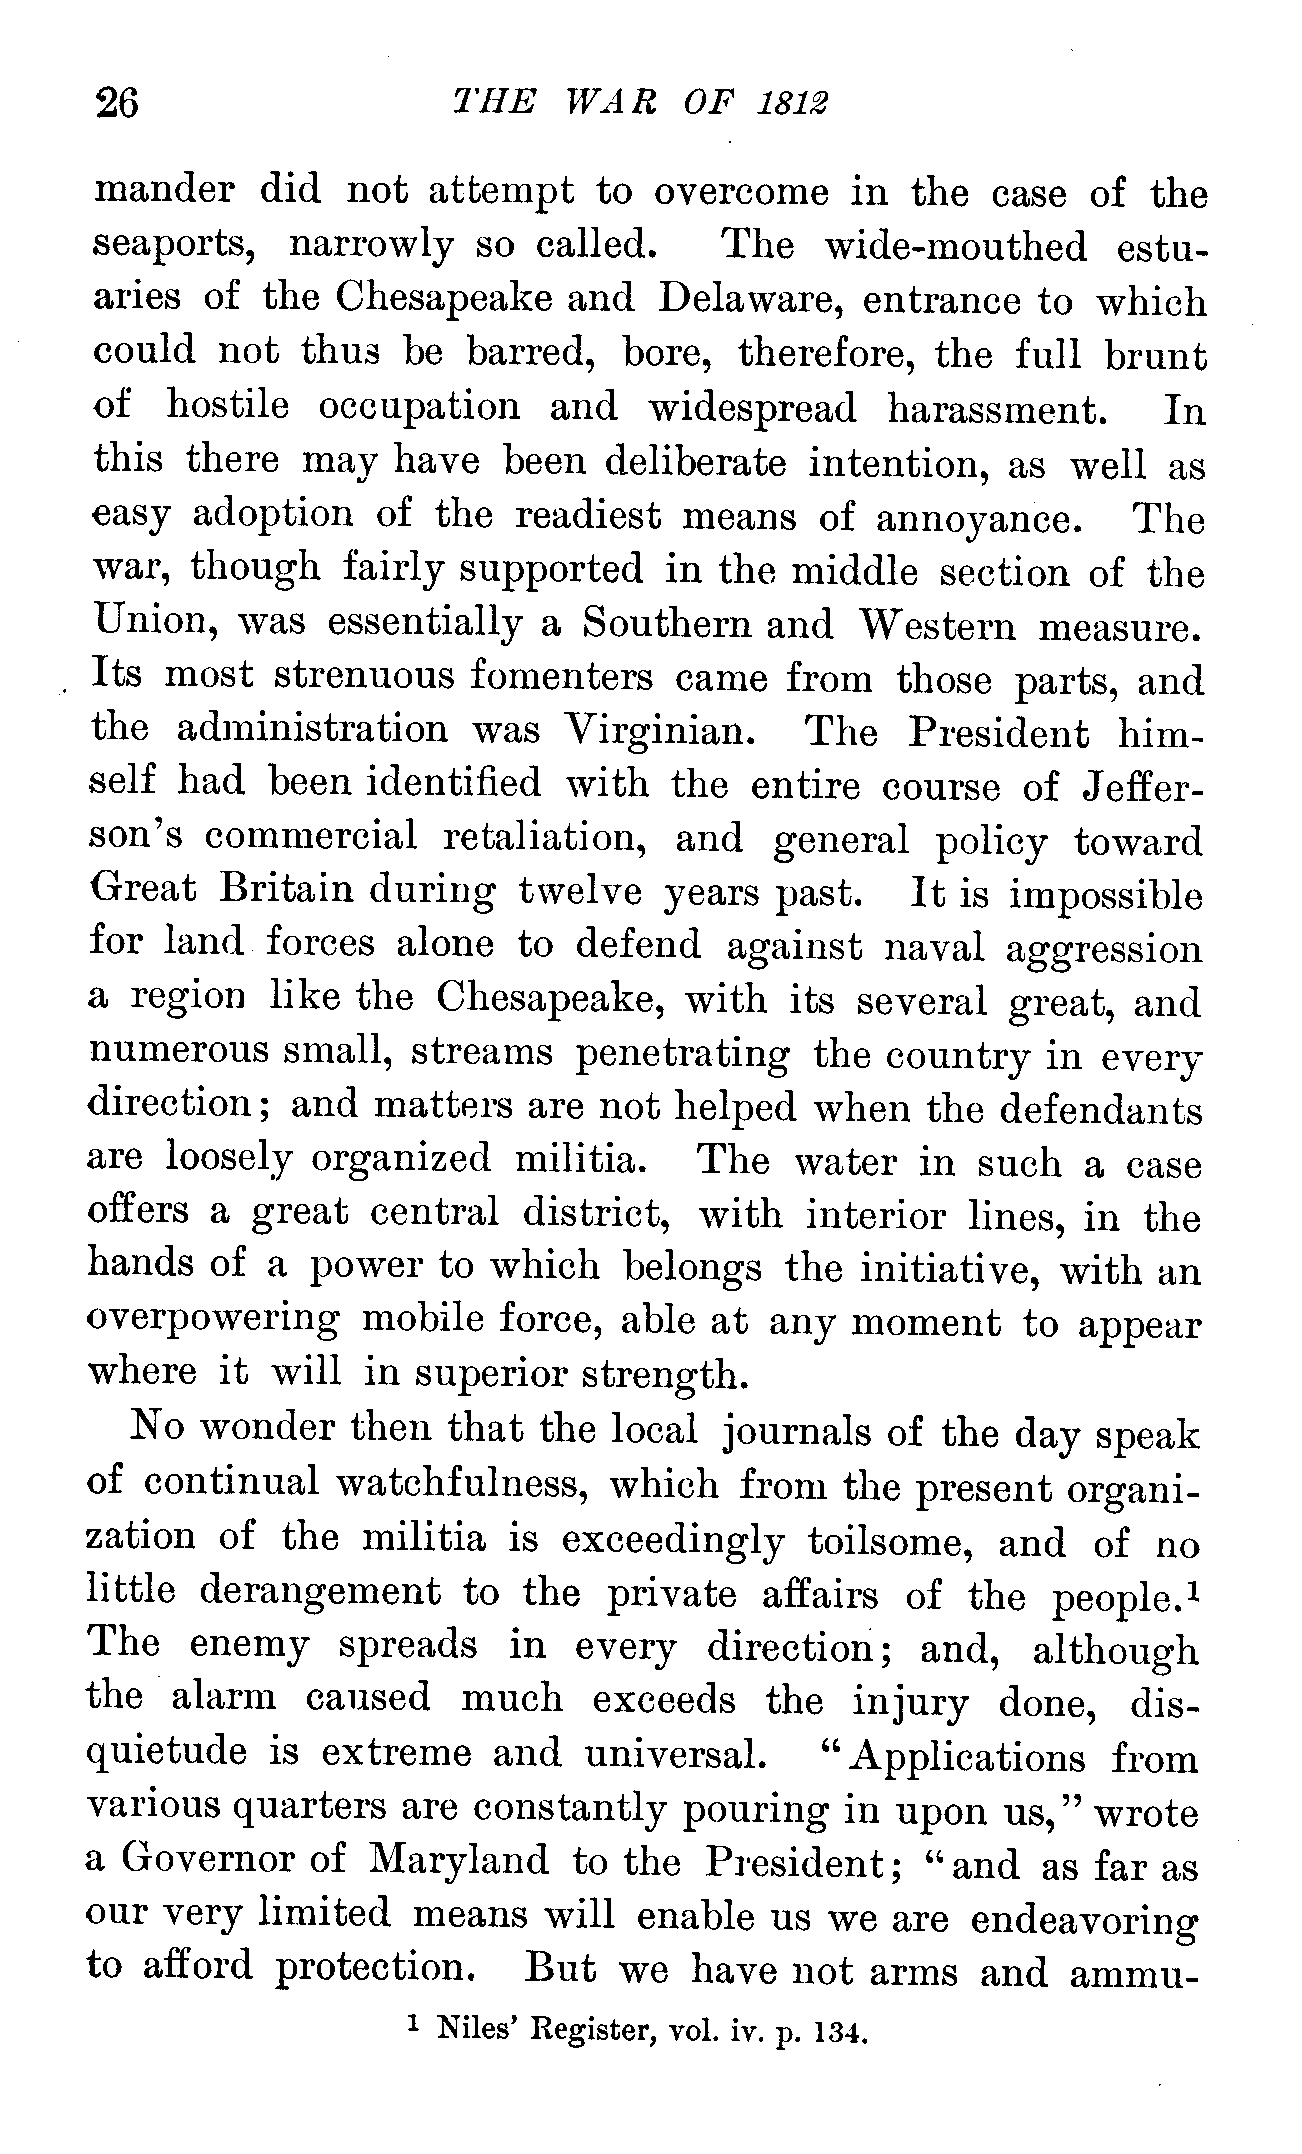 26 THE WAR OF 1812
mander did not attempt to overcome in the case of the
seaports, narrowly so called. The wide-mouthed estu-
aries of the Chesapeake and Delaware, entrance to which
could not thus be barred, bore, therefore, the full brunt
of hostile occupation and widespread harassment. In
this there may have been deliberate intention, as well as
easy adoption of the readiest means of annoyance. The
war, though fairly supported in the middle section of the
Union, was essentially a Southern and Western measure.
Its most strenuous fomenters came from those parts, and
the administration was Virginian. The President him-
self had been identified with the entire course of Jeffer-
son's commercial retaliation, and general policy toward
Great Britain during twelve years past. It is impossible
for land forces alone to defend against naval aggression
a region like the Chesapeake, with its several great, and
numerous small, streams penetrating the country in every
direction; and matters are not helped when the defendants
are loosely organized militia. The water in such a case
offers a great central district, with interior lines, in the
hands of a power to which belongs the initiative, with an
overpowering mobile force, able at any moment to appear
where it will in superior strength.
No wonder then that the local journals of the day speak
of continual watchfulness, which from the present organi-
zation of the militia is exceedingly toilsome, and of no
little derangement to the private affairs of the people.¹
The enemy spreads in every direction; and, although
the alarm caused much exceeds the injury done, dis-
quietude is extreme and universal. "Applications from
various quarters are constantly pouring in upon us," wrote
a Governor of Maryland to the President; "and as far as
our very limited means will enable us we are endeavoring
to afford protection. But we have not arms and ammu-
¹ Niles' Register, vol. iv. p. 134.